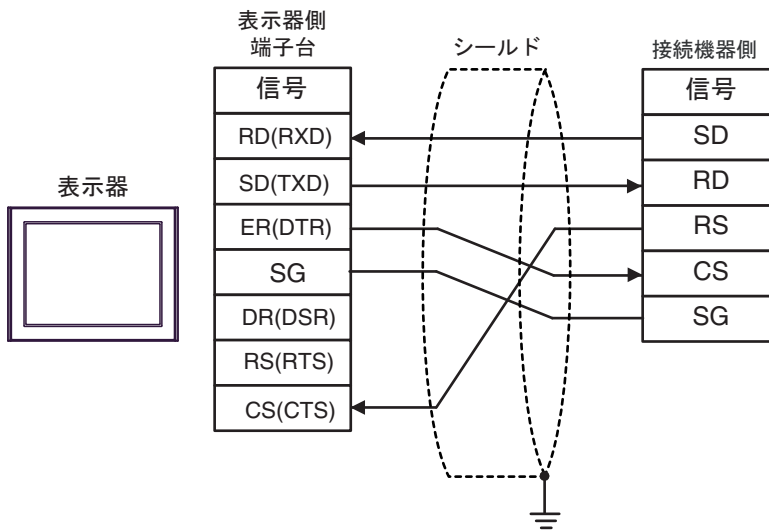 表示器側
端子台
シールド
接続機器側
表示器
信号
RD(RXD)
SD(TXD)
ER(DTR)
SG
DR(DSR)
RS(RTS)
CS(CTS)
信号
SD
RD
RS
CS
SG